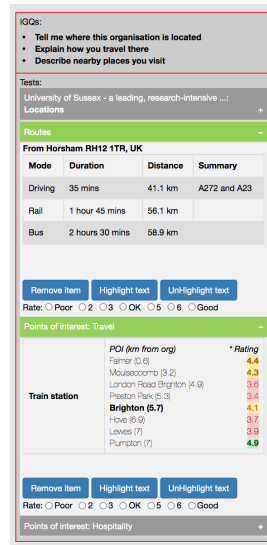 IGQs:
• Tell me where this organisation is located
• Explain how you travel there
• Describe nearby places you visit
Tests:
University of Sussex - a leading, research-intensive ...:
Locations +
Routes −
From Horsham RH12 1TR, UK
Mode Duration Distance Summary
Driving 35 mins 41.1 km A272 and A23
Rail 1 hour 45 mins 56.1 km
Bus 2 hours 30 mins 58.9 km
Remove item Highlight text UnHighlight text
Rate: Poor 2 3 OK 5 6 Good
Points of interest: Travel −
POI (km from org) * Rating
Falmer (0.6) 4.4
Moulsecoomb (3.2) 4.3
London Road Brighton (4.9) 3.6
Preston Park (5.3) 3.4
Train station Brighton (5.7) 4.1
Hove (6.9) 3.7
Lewes (7) 3.9
Plumpton (7) 4.9
Remove item Highlight text UnHighlight text
Rate: Poor 2 3 OK 5 6 Good
Points of interest: Hospitality +